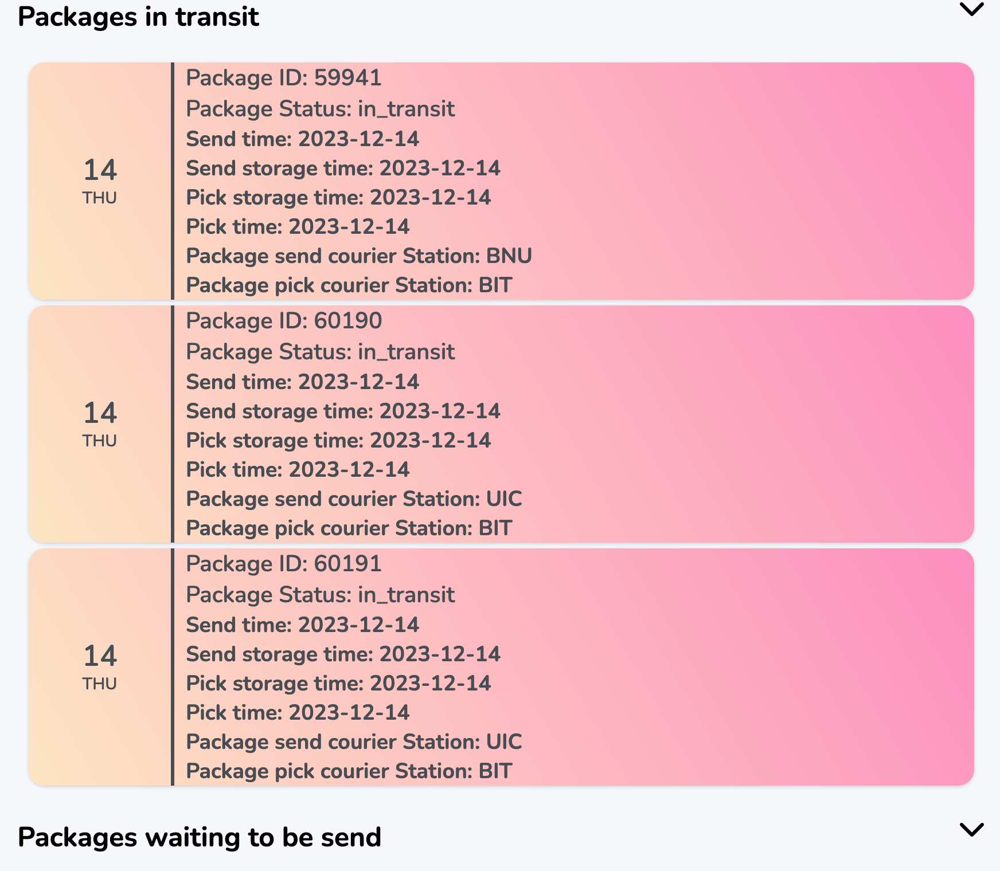 Packages in transit
14
THU
Package ID: 59941
Package Status: in_transit
Send time: 2023-12-14
Send storage time: 2023-12-14
Pick storage time: 2023-12-14
Pick time: 2023-12-14
Package send courier Station: BNU
Package pick courier Station: BIT
14
THU
Package ID: 60190
Package Status: in_transit
Send time: 2023-12-14
Send storage time: 2023-12-14
Pick storage time: 2023-12-14
Pick time: 2023-12-14
Package send courier Station: UIC
Package pick courier Station: BIT
14
THU
Package ID: 60191
Package Status: in_transit
Send time: 2023-12-14
Send storage time: 2023-12-14
Pick storage time: 2023-12-14
Pick time: 2023-12-14
Package send courier Station: UIC
Package pick courier Station: BIT
Packages waiting to be send